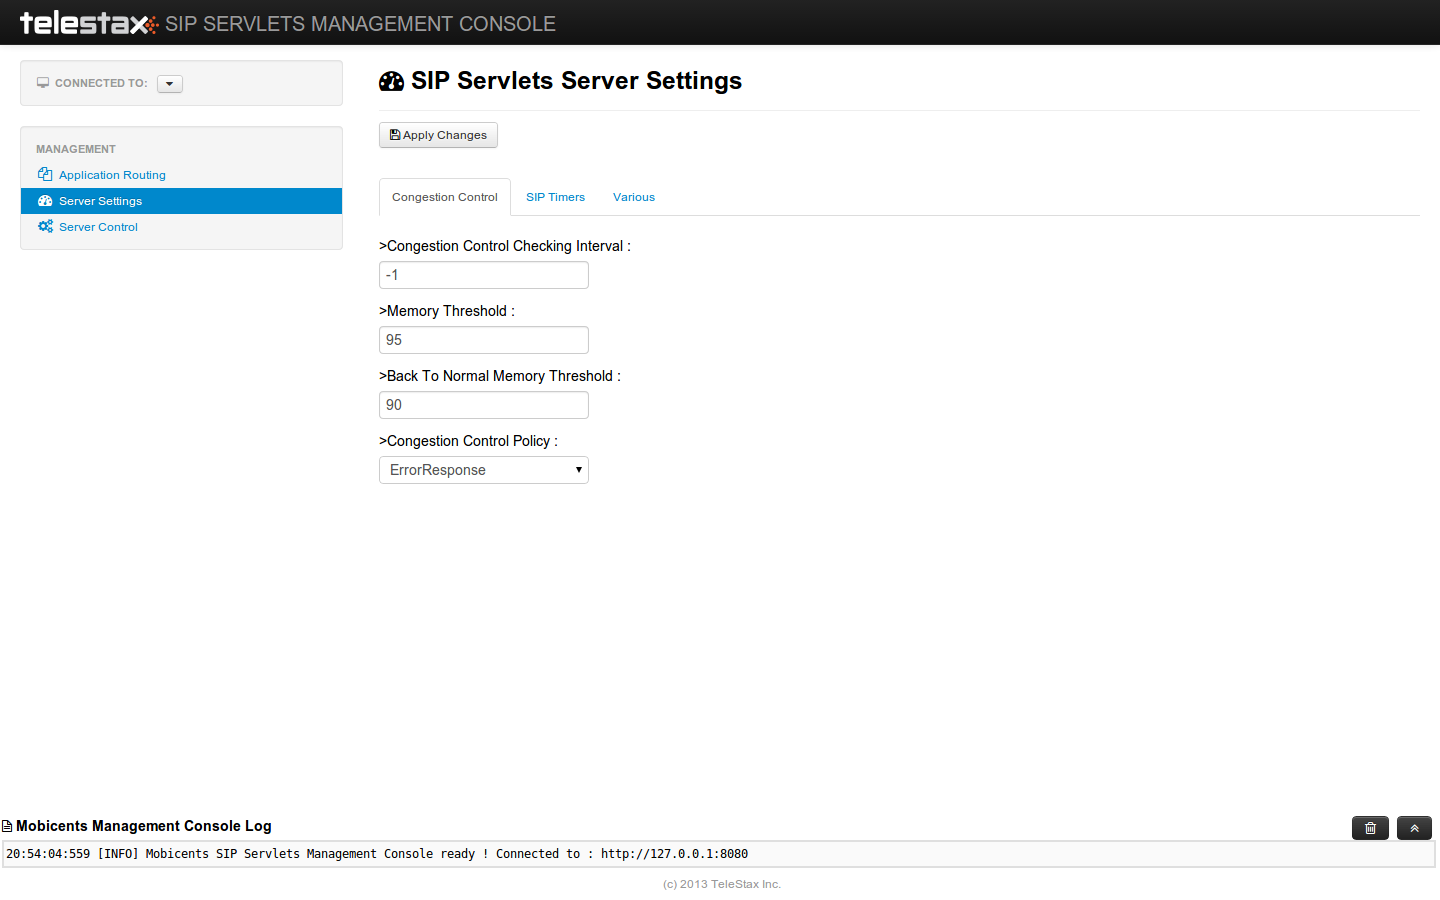 telestax SIP SERVLETS MANAGEMENT CONSOLE
CONNECTED TO:
MANAGEMENT
Application Routing
Server Settings
Server Control
SIP Servlets Server Settings
Apply Changes
Congestion Control SIP Timers Various
>Congestion Control Checking Interval :
-1
>Memory Threshold :
95
>Back To Normal Memory Threshold :
90
>Congestion Control Policy :
ErrorResponse
Mobicents Management Console Log
20:54:04:559 [INFO] Mobicents SIP Servlets Management Console ready ! Connected to : http://127.0.0.1:8080
(c) 2013 TeleStax Inc.